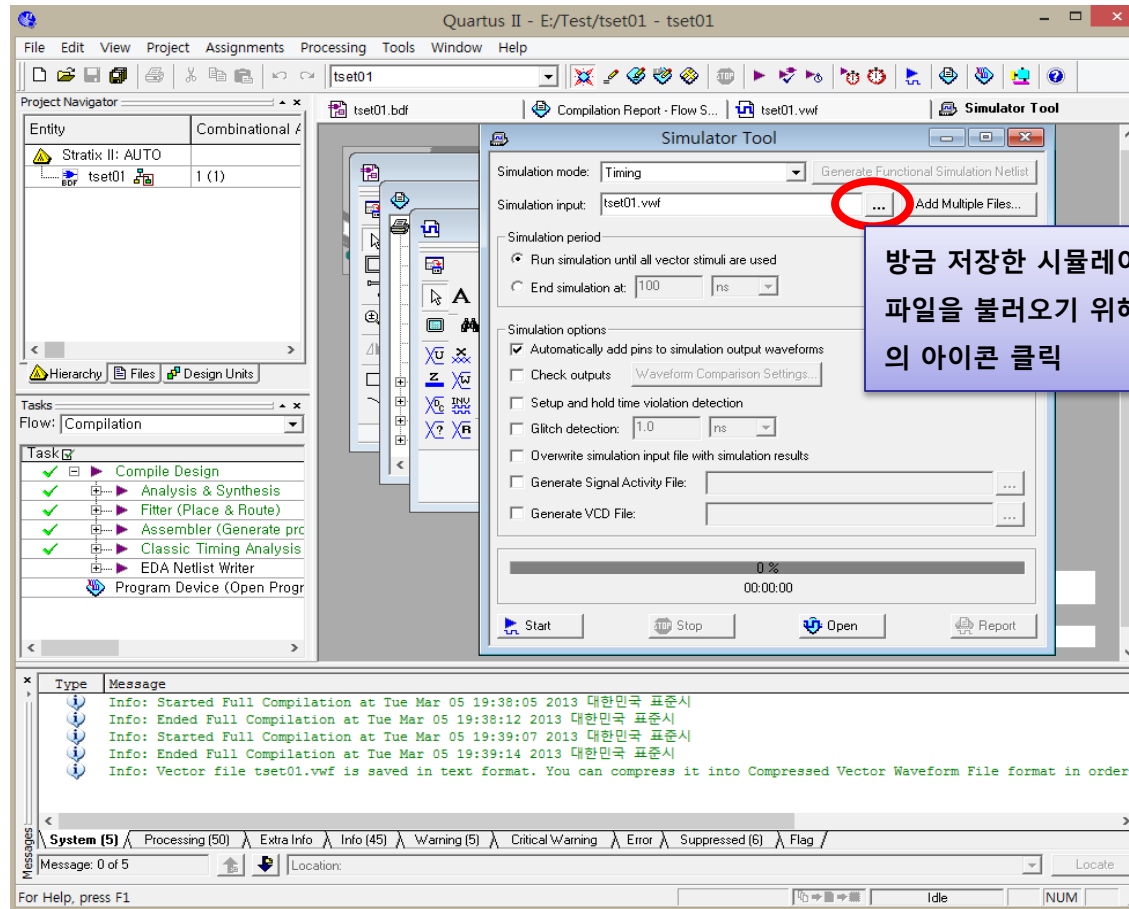 Quartus II - E:/Test/tset01 - tset01
File Edit View Project Assignments Processing Tools Window Help
tset01
Project Navigator
Entity Combinational A
Stratix II: AUTO
tset01 1 (1)
Hierarchy Files Design Units
Tasks
Flow: Compilation
Task
Compile Design
Analysis & Synthesis
Fitter (Place & Route)
Assembler (Generate pro
Classic Timing Analysis
EDA Netlist Writer
Program Device (Open Progr
tset01.bdf Compilation Report - Flow S... tset01.vwf Simulator Tool
Simulator Tool
Simulation mode: Timing Generate Functional Simulation Netlist
Simulation input: tset01.vwf ... Add Multiple Files...
Simulation period
Run simulation until all vector stimuli are used
End simulation at: 100 ns
Simulation options
Automatically add pins to simulation output waveforms
Check outputs Waveform Comparison Settings...
Setup and hold time violation detection
Glitch detection: 1.0 ns
Overwrite simulation input file with simulation results
Generate Signal Activity File: ...
Generate VCD File: ...
0 %
00:00:00
Start Stop Open Report
방금 저장한 시뮬레이
파일을 불러오기 위해
의 아이콘 클릭
Type Message
Info: Started Full Compilation at Tue Mar 05 19:38:05 2013 대한민국 표준시
Info: Ended Full Compilation at Tue Mar 05 19:38:12 2013 대한민국 표준시
Info: Started Full Compilation at Tue Mar 05 19:39:07 2013 대한민국 표준시
Info: Ended Full Compilation at Tue Mar 05 19:39:14 2013 대한민국 표준시
Info: Vector file tset01.vwf is saved in text format. You can compress it into Compressed Vector Waveform File format in order
System (5) Processing (50) Extra Info Info (45) Warning (5) Critical Warning Error Suppressed (6) Flag
Messages
Message: 0 of 5 Location: Locate
For Help, press F1 Idle NUM